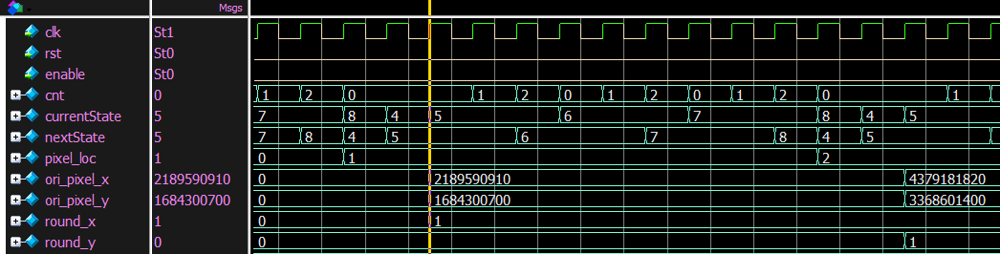 Msgs
clk St1
rst St0
enable St0
cnt 0 1 2 0 1 2 0 1 2 0 1 2 0 1
currentState 5 7 8 4 5 6 7 8 4 5
nextState 5 7 8 4 5 6 7 8 4 5
pixel_loc 1 0 1 2
ori_pixel_x 2189590910 0 2189590910 4379181820
ori_pixel_y 1684300700 0 1684300700 3368601400
round_x 1 0 1
round_y 0 0 1